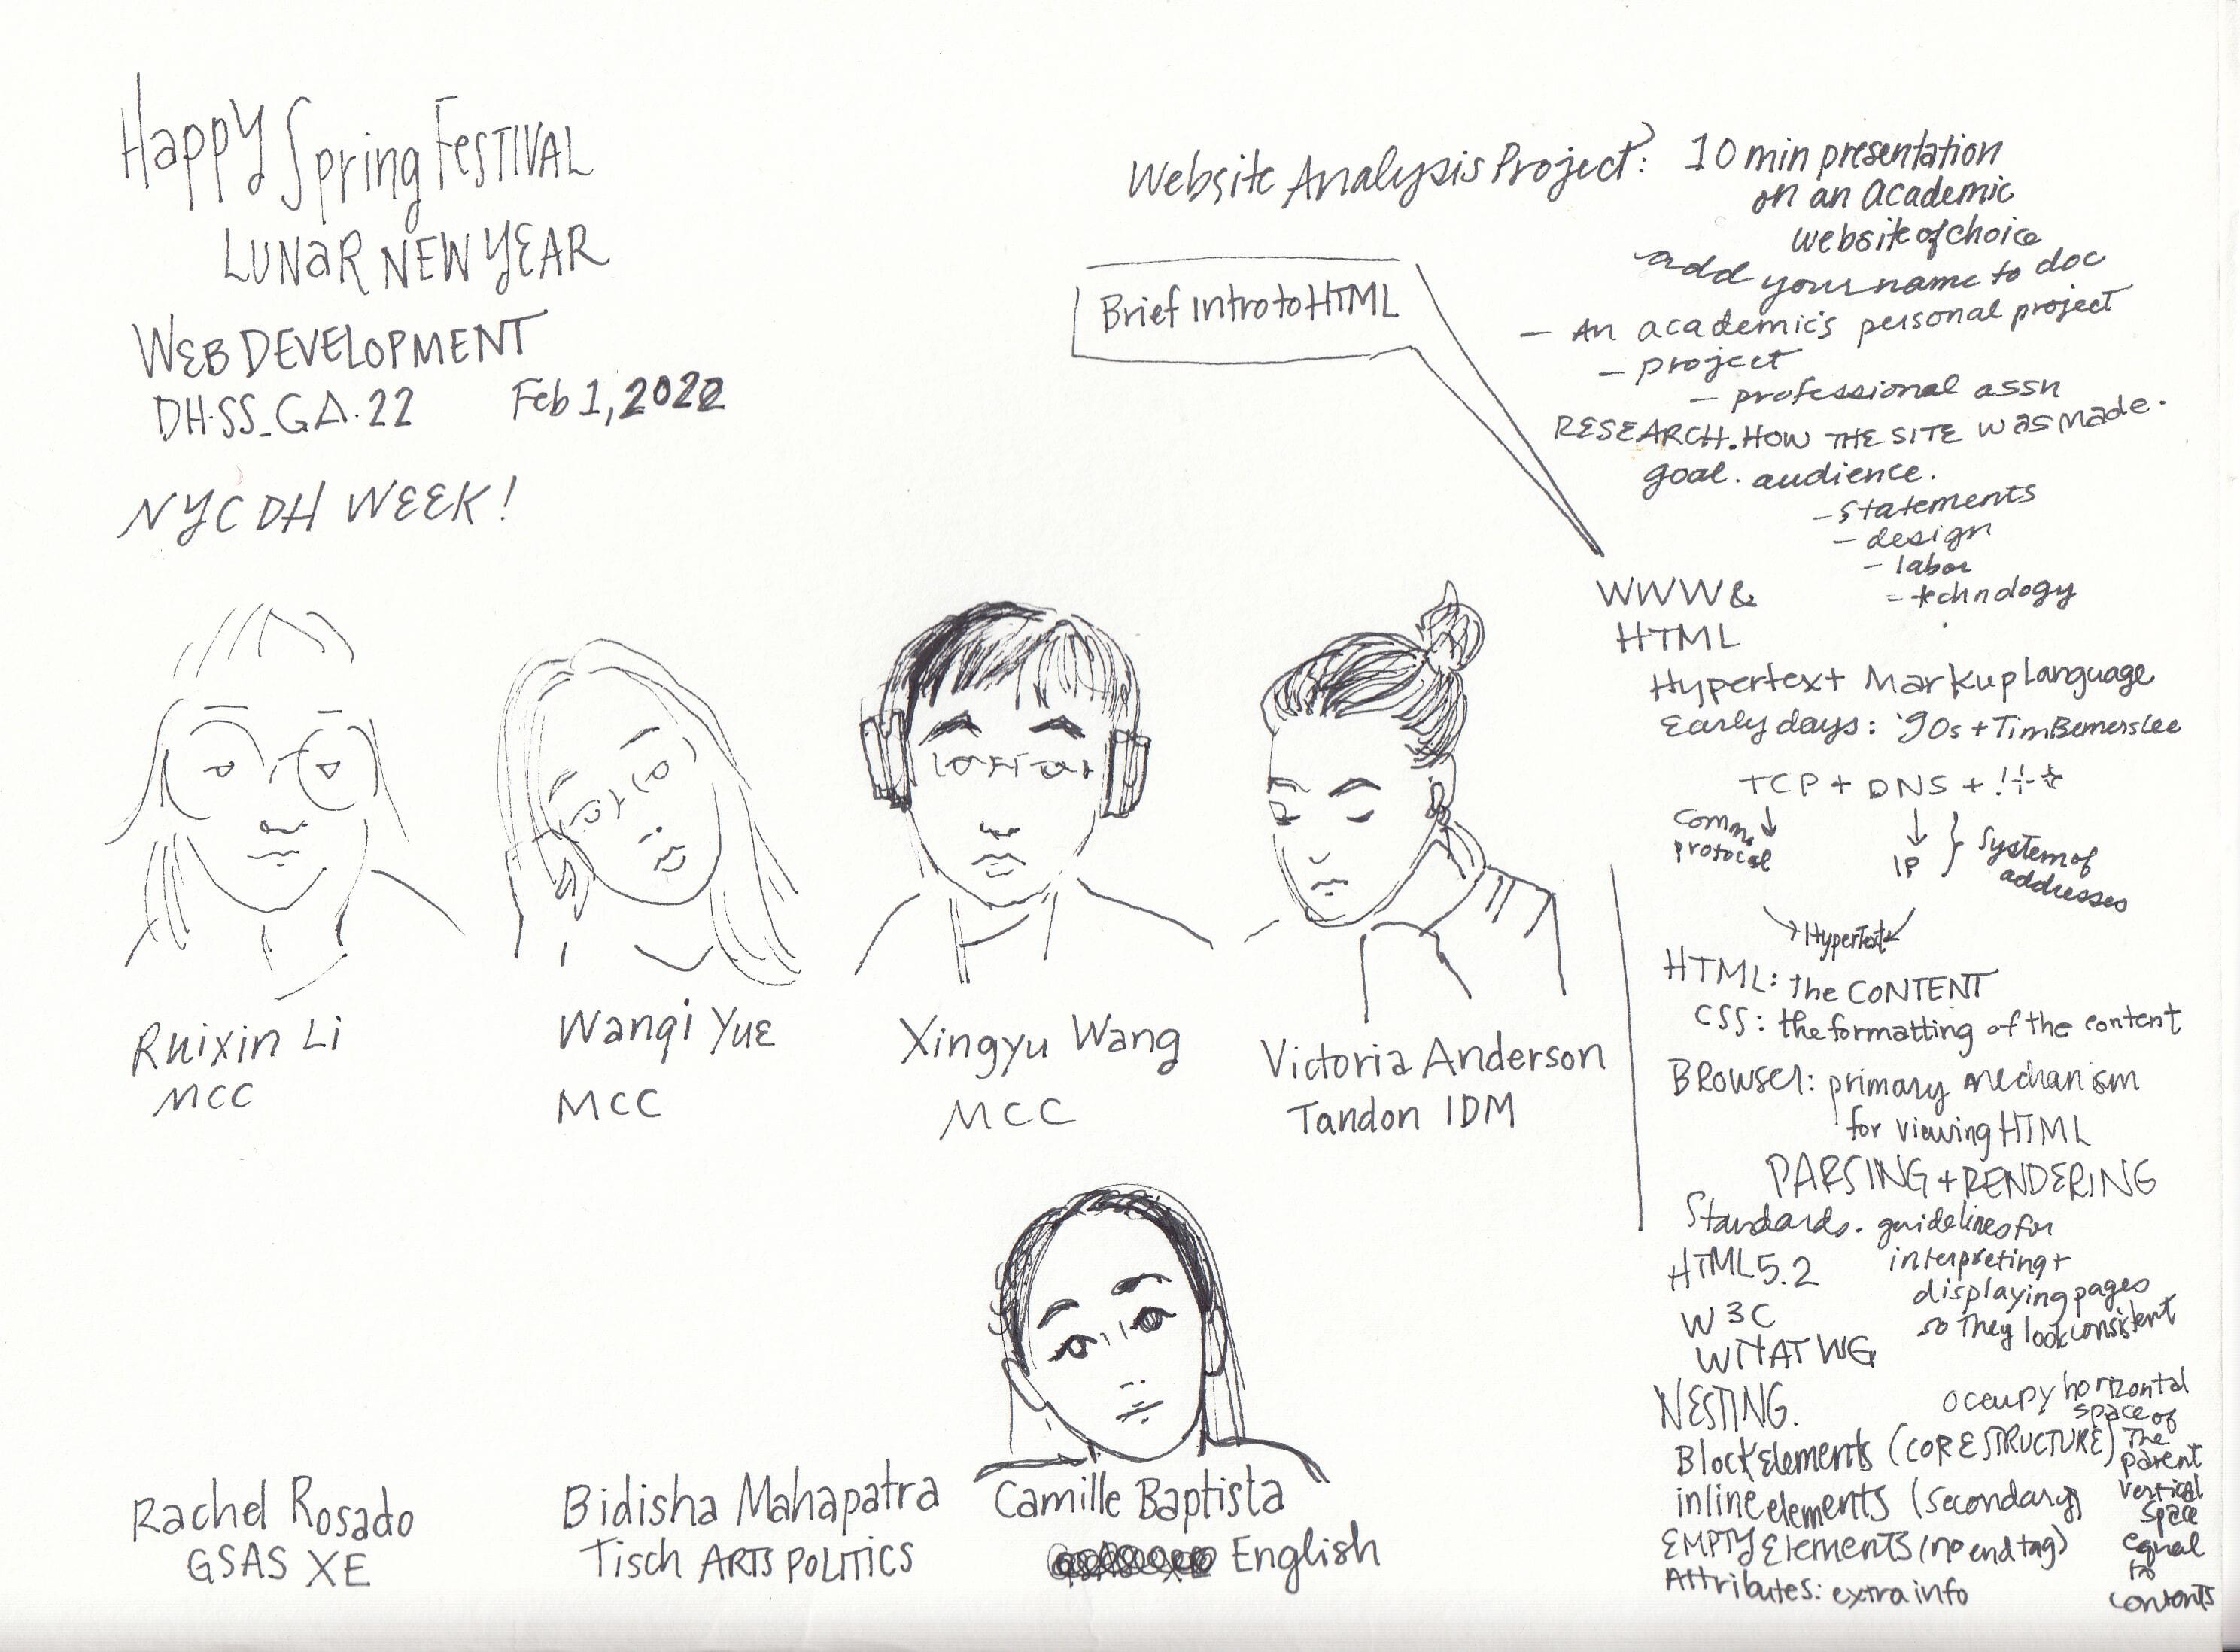 Happy Spring FESTIVAL
LUNAR NEW YEAR
WEB DEVELOPMENT
DH.SS_GA.22 Feb 1, 2022
NYC DH WEEK!
Website Analysis Project: 10 min presentation
on an academic
website of choice
add your name to doc
– An academic's personal project
– project
– professional assn
RESEARCH. HOW THE SITE was made.
goal. audience.
– statements
– design
– labor
– technology
Brief Intro to HTML
WWW &
HTML
Hypertext Markup Language
Early days: '90s + Tim Berners Lee
TCP + DNS +
Comm.
protocol
IP
System of
addresses
HyperText
HTML: the CONTENT
CSS: the formatting of the content
BROWSER: primary mechanism
for viewing HTML
PARSING + RENDERING
Standards. guidelines for
interpreting +
displaying pages
so they look consistent
HTML5.2
W3C
WHAT WG
NESTING.
Block Elements (CORE STRUCTURE)
occupy horizontal
space of
The
parent
vertical
space
equal
to
contents
inline elements (secondary)
EMPTY Elements (no end tag)
Attributes: extra info
Ruixin Li
MCC
Wanqi Yue
MCC
Xingyu Wang
MCC
Victoria Anderson
Tandon IDM
Rachel Rosado
GSAS XE
Bidisha Mahapatra
Tisch ARTS POLITICS
Camille Baptista
English